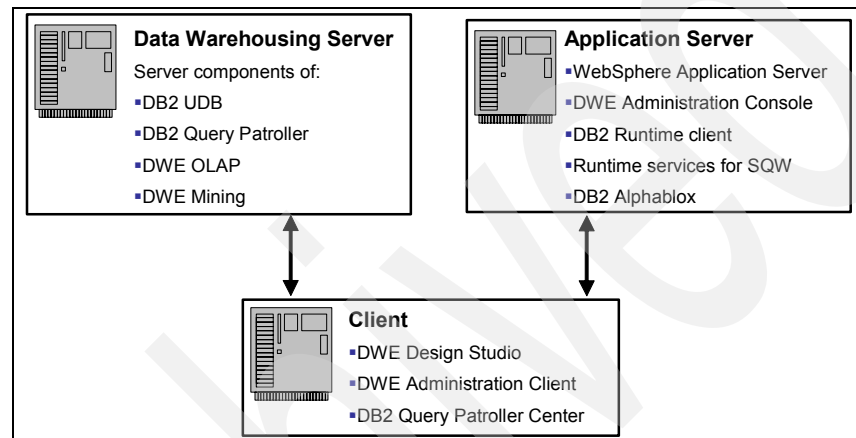 Data Warehousing Server
Server components of:
▪DB2 UDB
▪DB2 Query Patroller
▪DWE OLAP
▪DWE Mining
Application Server
▪WebSphere Application Server
▪DWE Administration Console
▪DB2 Runtime client
▪Runtime services for SQW
▪DB2 Alphablox
Client
▪DWE Design Studio
▪DWE Administration Client
▪DB2 Query Patroller Center